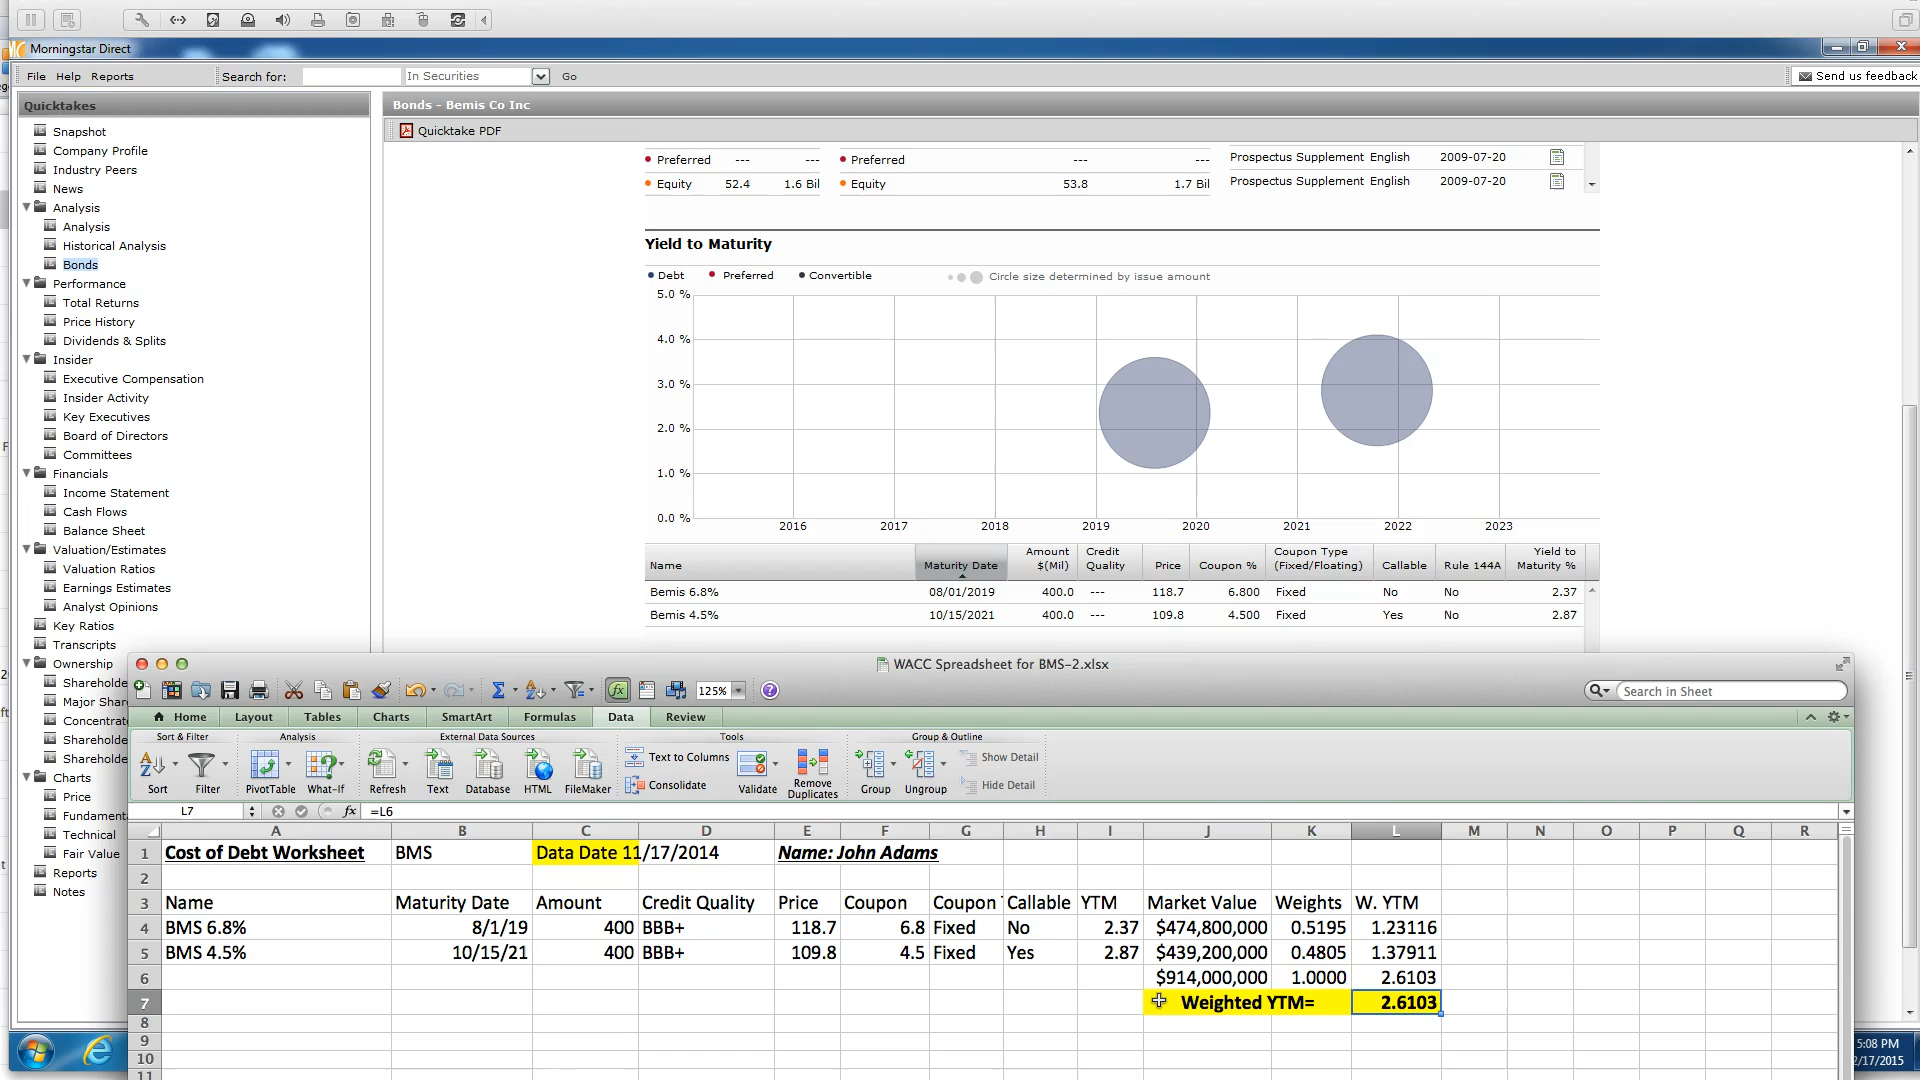 Morningstar Direct
File Help Reports Search for: In Securities Go Send us feedback
Quicktakes
Snapshot
Company Profile
Industry Peers
News
Analysis
Analysis
Historical Analysis
Bonds
Performance
Total Returns
Price History
Dividends & Splits
Insider
Executive Compensation
Insider Activity
Key Executives
Board of Directors
Committees
Financials
Income Statement
Cash Flows
Balance Sheet
Valuation/Estimates
Valuation Ratios
Earnings Estimates
Analyst Opinions
Key Ratios
Transcripts
Ownership
Shareholde
Major Shar
Concentrat
Shareholde
Shareholde
Charts
Price
Fundament
Technical
Fair Value
Reports
Notes
Bonds - Bemis Co Inc
Quicktake PDF
Preferred --- --- Preferred --- --- Prospectus Supplement English 2009-07-20
Equity 52.4 1.6 Bil Equity 53.8 1.7 Bil Prospectus Supplement English 2009-07-20
Yield to Maturity
Debt Preferred Convertible Circle size determined by issue amount
5.0 %
4.0 %
3.0 %
2.0 %
1.0 %
0.0 %
2016 2017 2018 2019 2020 2021 2022 2023
Name Maturity Date Amount $(Mil) Credit Quality Price Coupon % Coupon Type (Fixed/Floating) Callable Rule 144A Yield to Maturity %
Bemis 6.8% 08/01/2019 400.0 --- 118.7 6.800 Fixed No No 2.37
Bemis 4.5% 10/15/2021 400.0 --- 109.8 4.500 Fixed Yes No 2.87
WACC Spreadsheet for BMS-2.xlsx
125% Search in Sheet
Home Layout Tables Charts SmartArt Formulas Data Review
Sort & Filter Analysis External Data Sources Tools Group & Outline
Text to Columns Show Detail
Consolidate Hide Detail
Sort Filter PivotTable What-If Refresh Text Database HTML FileMaker Validate Remove Duplicates Group Ungroup
L7 fx =L6
A B C D E F G H I J K L M N O P Q R
1 Cost of Debt Worksheet BMS Data Date 11/17/2014 Name: John Adams
2
3 Name Maturity Date Amount Credit Quality Price Coupon Coupon Callable YTM Market Value Weights W. YTM
4 BMS 6.8% 8/1/19 400 BBB+ 118.7 6.8 Fixed No 2.37 $474,800,000 0.5195 1.23116
5 BMS 4.5% 10/15/21 400 BBB+ 109.8 4.5 Fixed Yes 2.87 $439,200,000 0.4805 1.37911
6 $914,000,000 1.0000 2.6103
7 Weighted YTM= 2.6103
8
9
10
11
5:08 PM
2/17/2015